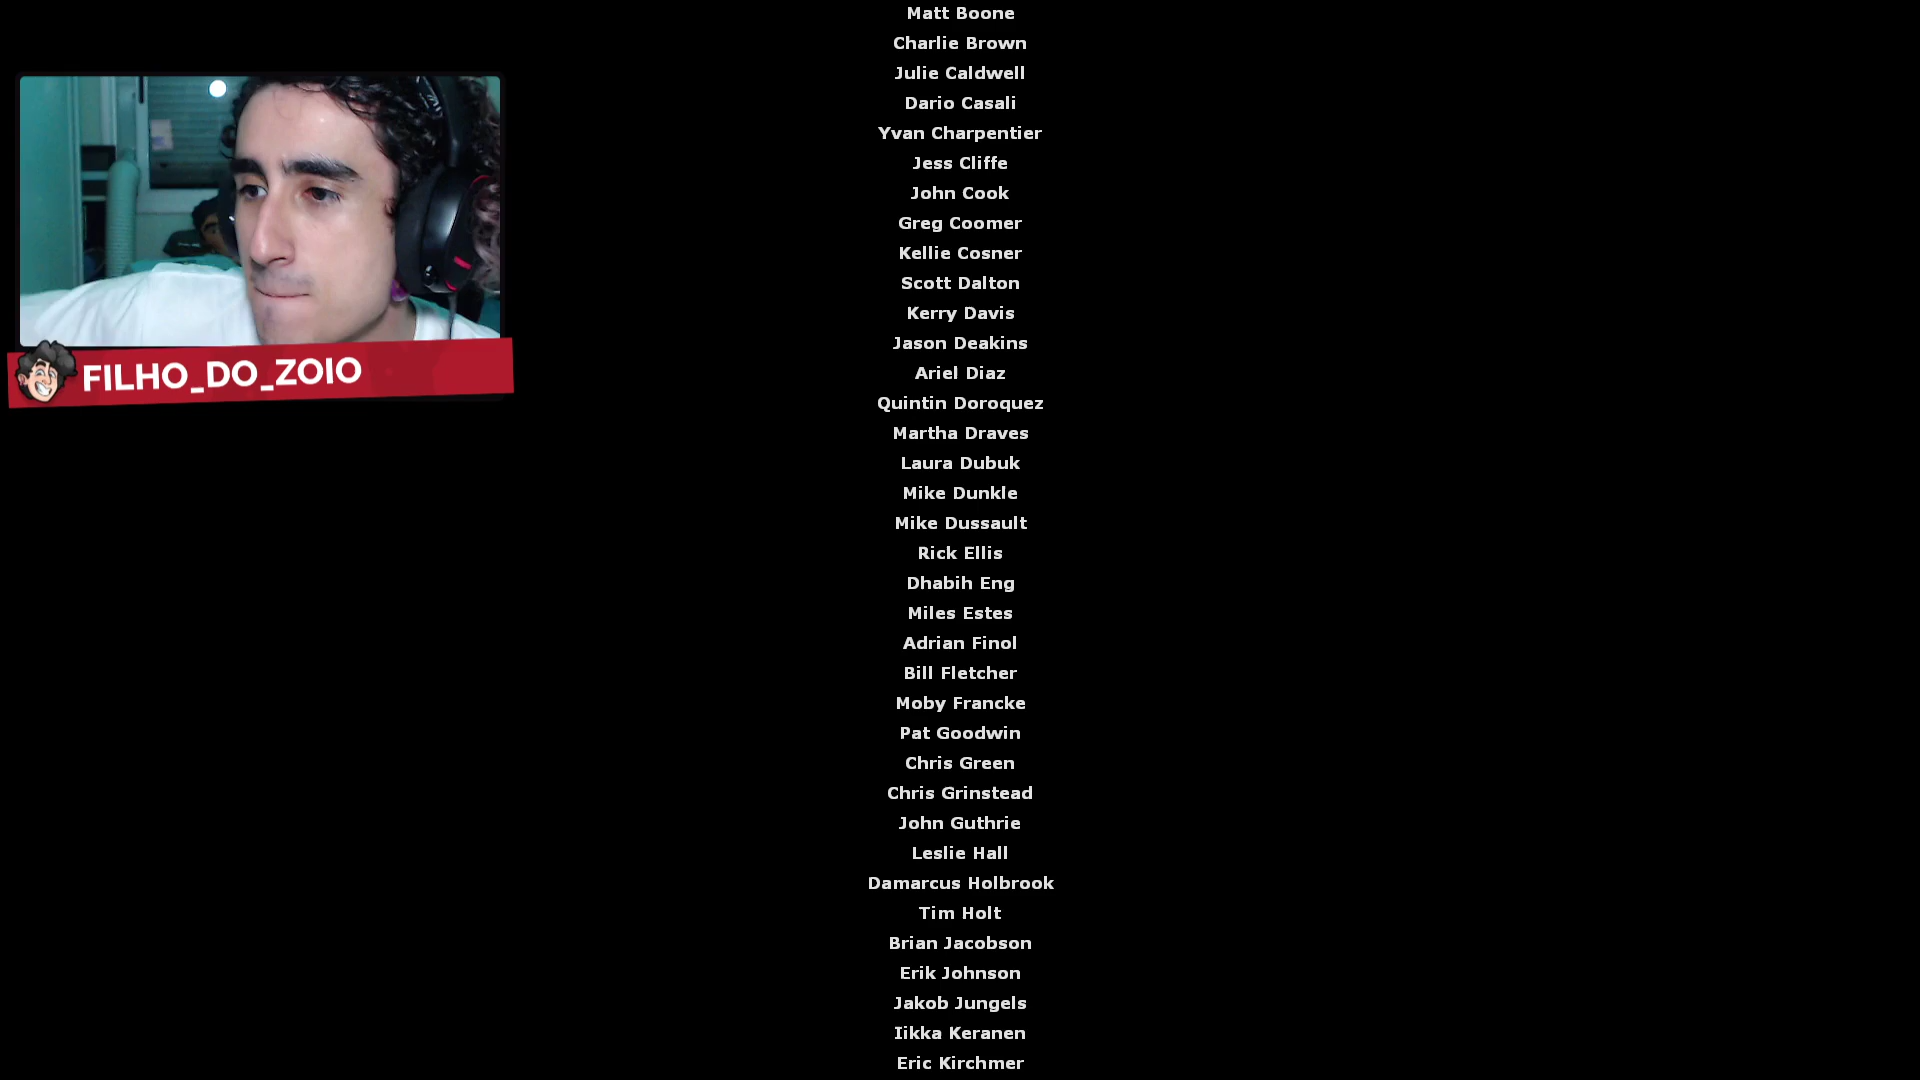 Matt Boone
Charlie Brown
Julie Caldwell
Dario Casali
Yvan Charpentier
Jess Cliffe
John Cook
Greg Coomer
Kellie Cosner
Scott Dalton
Kerry Davis
Jason Deakins
Ariel Diaz
Quintin Doroquez
Martha Draves
Laura Dubuk
Mike Dunkle
Mike Dussault
Rick Ellis
Dhabih Eng
Miles Estes
Adrian Finol
Bill Fletcher
Moby Francke
Pat Goodwin
Chris Green
Chris Grinstead
John Guthrie
Leslie Hall
Damarcus Holbrook
Tim Holt
Brian Jacobson
Erik Johnson
Jakob Jungels
Iikka Keranen
Eric Kirchmer
FILHO_DO_ZOIO